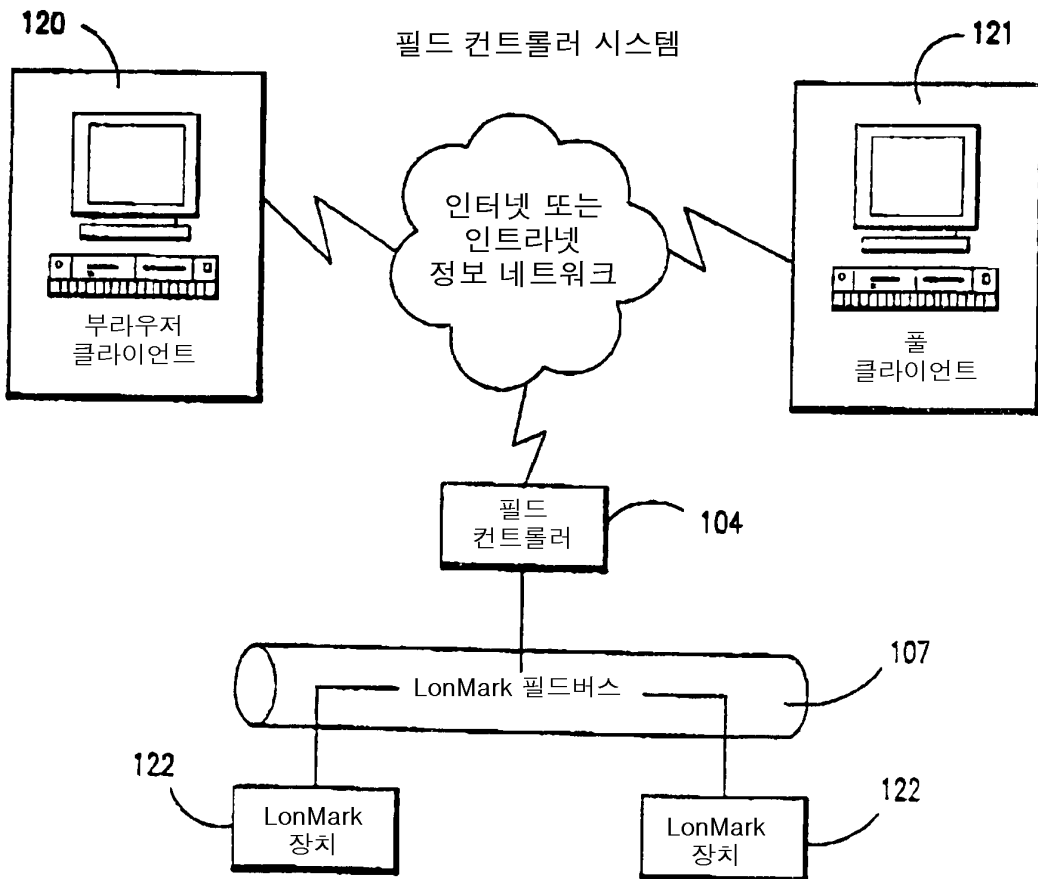 120
필드 컨트롤러 시스템
121
인터넷 또는
인트라넷
정보 네트워크
부라우저
클라이언트
풀
클라이언트
필드
컨트롤러
104
LonMark 필드버스
107
122
LonMark
장치
LonMark
장치
122